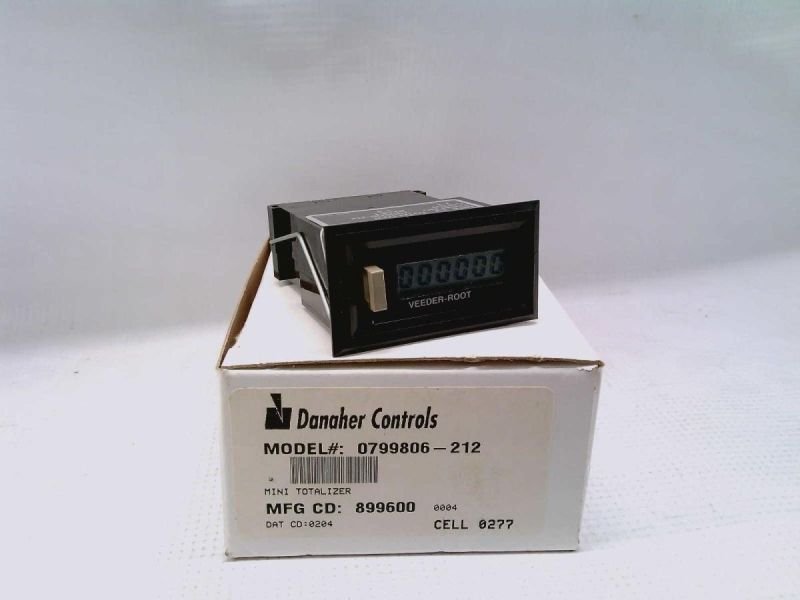 000000
VEEDER-ROOT
Danaher Controls
MODEL#: 0799806-212
MINI TOTALIZER
MFG CD: 899600 0004
DAT CD:0204 CELL 0277